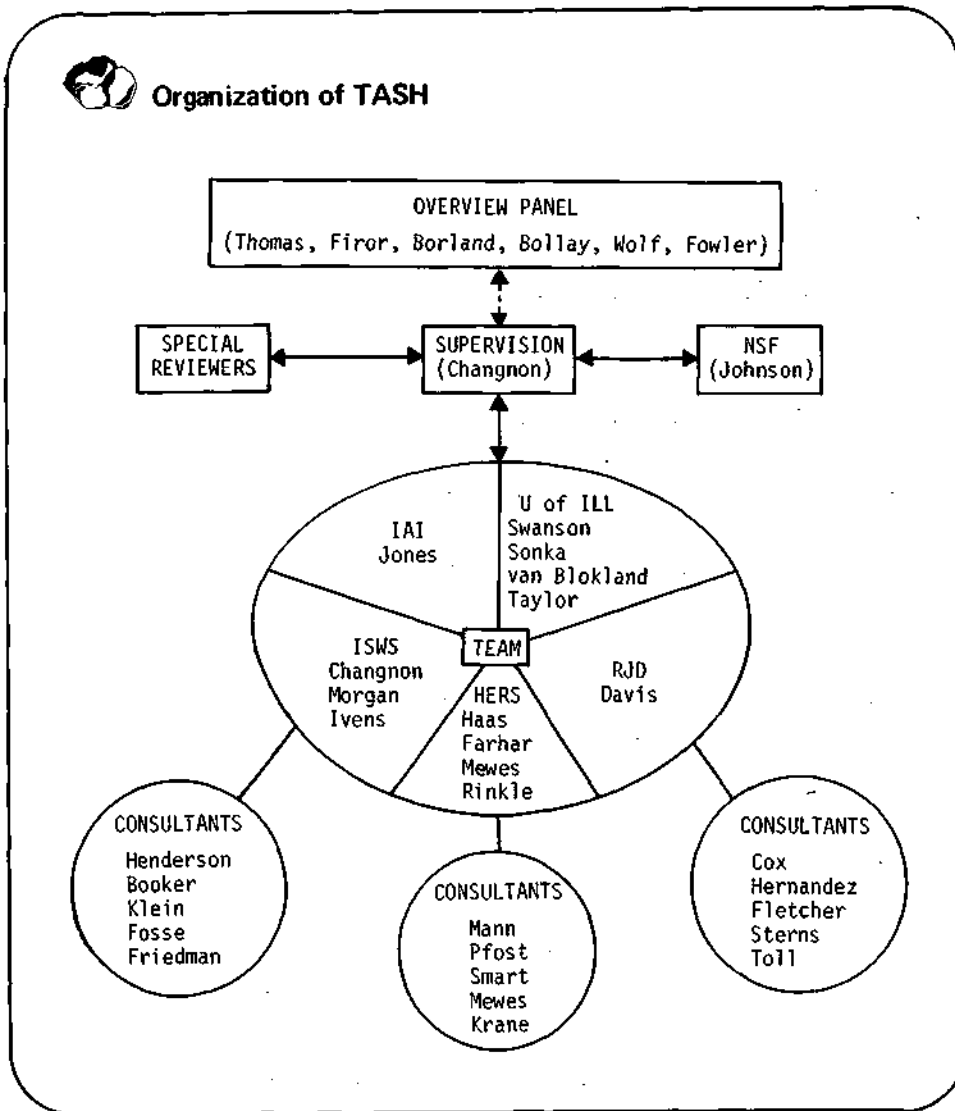 Organization of TASH
OVERVIEW PANEL
(Thomas, Firor, Borland, Bollay, Wolf, Fowler)
SPECIAL
REVIEWERS
SUPERVISION
(Changnon)
NSF
(Johnson)
IAI
Jones
U of ILL
Swanson
Sonka
van Blokland
Taylor
TEAM
ISWS
Changnon
Morgan
Ivens
HERS
Haas
Farhar
Mewes
Rinkle
RJD
Davis
CONSULTANTS
Henderson
Booker
Klein
Fosse
Friedman
CONSULTANTS
Mann
Pfost
Smart
Mewes
Krane
CONSULTANTS
Cox
Hernandez
Fletcher
Sterns
Toll